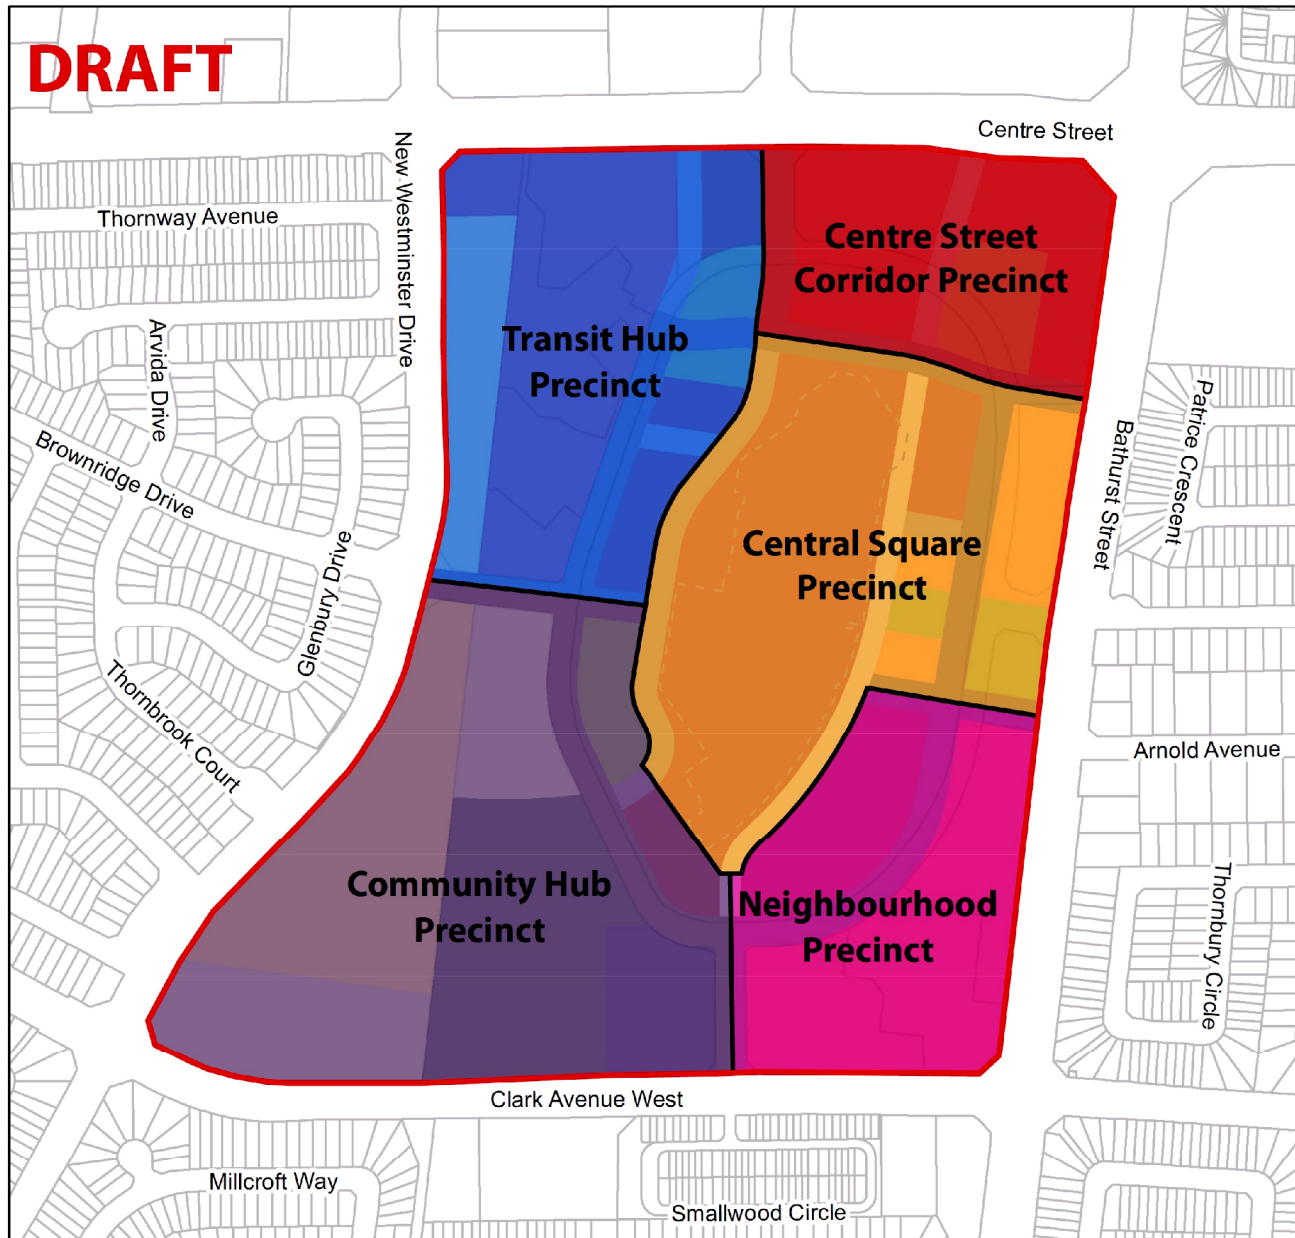 DRAFT
Centre Street
New Westminster Drive
Thornway Avenue
Centre Street
Corridor Precinct
Arvida Drive
Transit Hub
Precinct
Patrice Crescent
Brownridge Drive
Bathurst Street
Central Square
Precinct
Glenbury Drive
Thornbrook Court
Arnold Avenue
Community Hub
Precinct
Neighbourhood
Precinct
Thornbury Circle
Clark Avenue West
Millcroft Way
Smallwood Circle